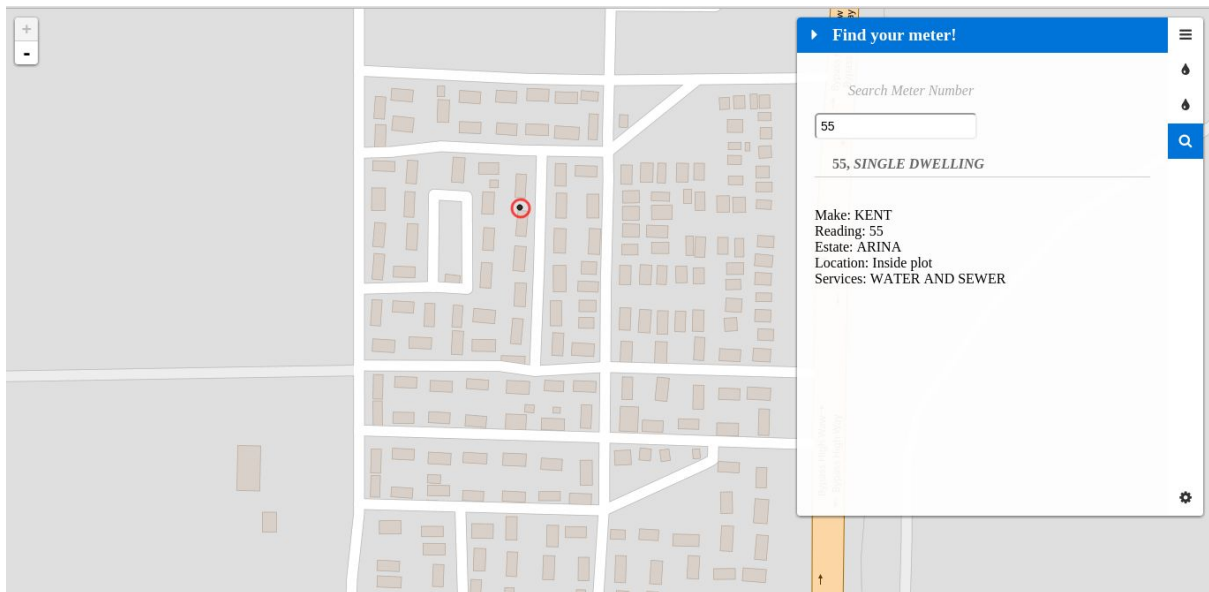 +
-
Find your meter!
Search Meter Number
55
55, SINGLE DWELLING
Make: KENT
Reading: 55
Estate: ARINA
Location: Inside plot
Services: WATER AND SEWER